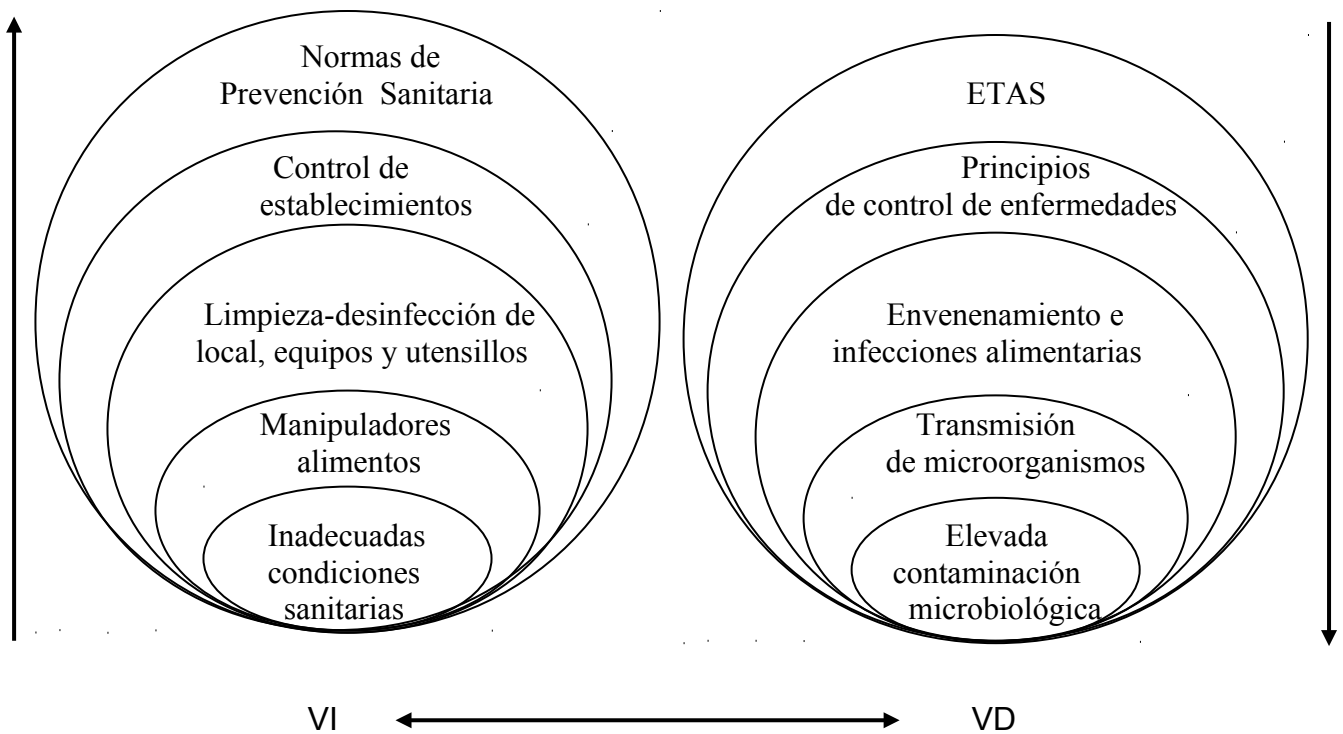 Normas de
Prevención Sanitaria
Control de
establecimientos
Limpieza-desinfección de
local, equipos y utensillos
Manipuladores
alimentos
Inadecuadas
condiciones
sanitarias
ETAS
Principios
de control de enfermedades
Envenenamiento e
infecciones alimentarias
Transmisión
de microorganismos
Elevada
contaminación
microbiológica
VI
VD